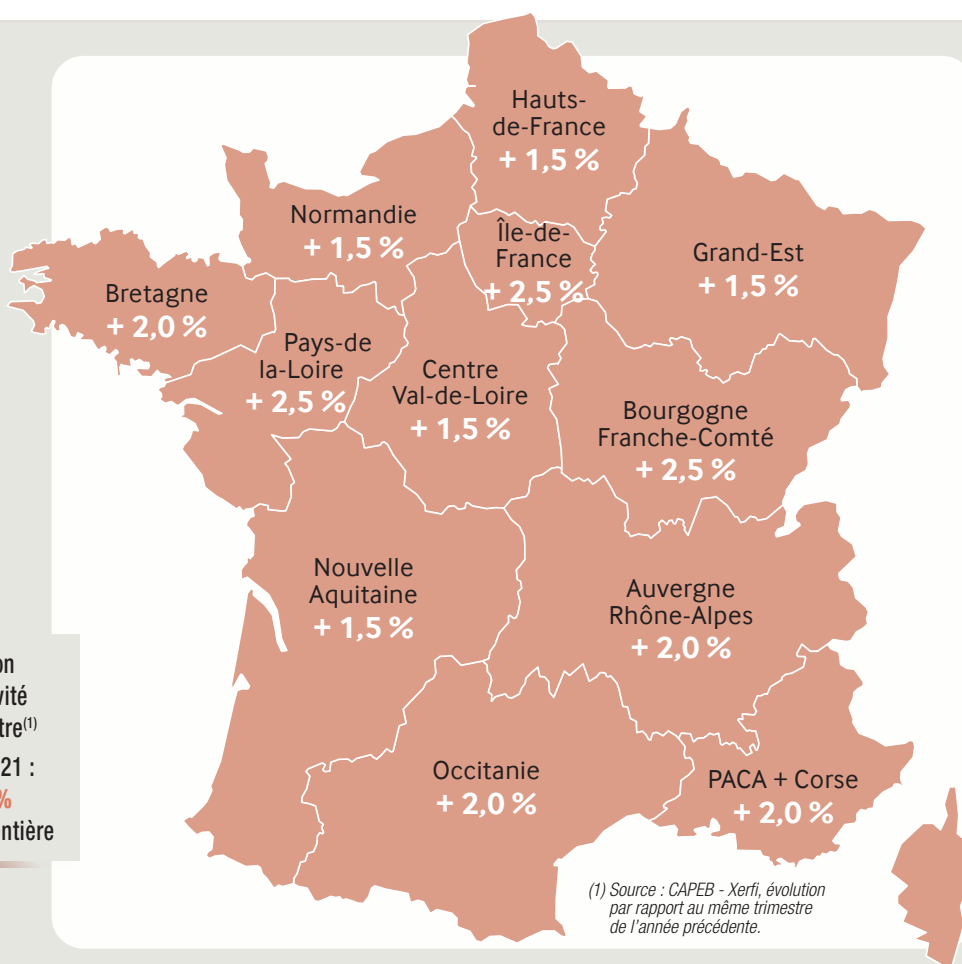 Hauts-
de-France
+ 1,5 %
Normandie
+ 1,5 %
Île-de-
France
+ 2,5 %
Grand-Est
+ 1,5 %
Bretagne
+ 2,0 %
Pays-de
la-Loire
+ 2,5 %
Centre
Val-de-Loire
+ 1,5 %
Bourgogne
Franche-Comté
+ 2,5 %
Nouvelle
Aquitaine
+ 1,5 %
Auvergne
Rhône-Alpes
+ 2,0 %
Occitanie
+ 2,0 %
PACA + Corse
+ 2,0 %
on
vité
tre(1)
21 :
%
ntière
(1) Source : CAPEB - Xerfi, évolution
par rapport au même trimestre
de l'année précédente.